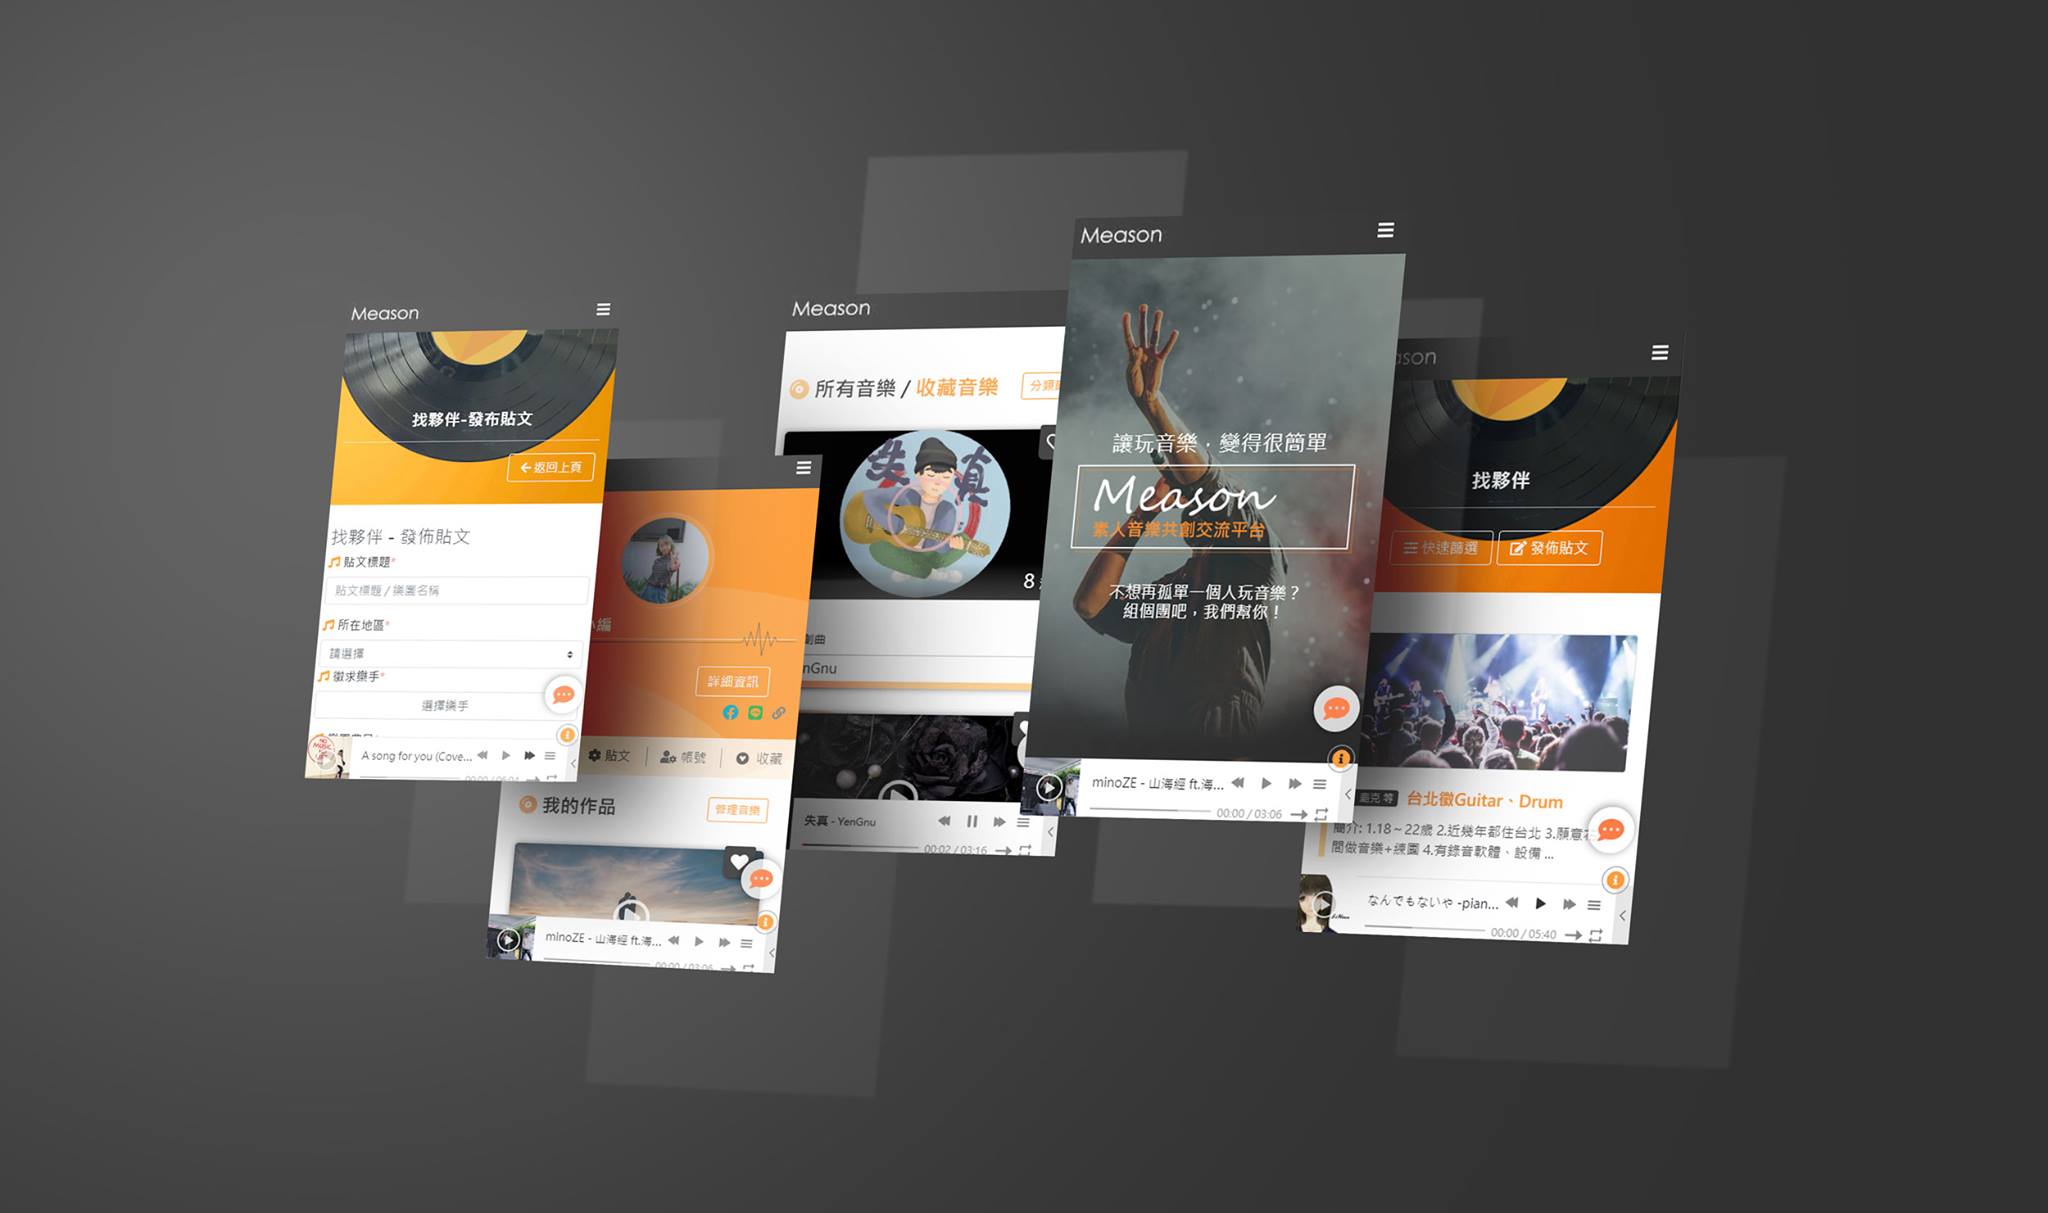 Meason
找夥伴-發布貼文
返回上頁
找夥伴 - 發佈貼文
貼文標題*
貼文標題 / 樂團名稱
所在地區*
請選擇
徵求樂手*
選擇樂手
A song for you (Cove...
小編
詳細資訊
貼文
帳號
收藏
我的作品
管理音樂
minoZE - 山海經 ft.海...
00:00 / 03:06
Meason
所有音樂 / 收藏音樂
分類
失真
8
創曲
nGnu
失真 - YenGnu
00:02 / 03:16
Meason
讓玩音樂，變得很簡單
Meason
素人音樂共創交流平台
不想再孤單一個人玩音樂？
組個團吧，我們幫你！
minoZE - 山海經 ft.海...
00:00 / 03:06
ason
找夥伴
快速篩選
發佈貼文
台北徵Guitar、Drum
簡介: 1.18～22歲 2.近幾年都住台北 3.願意花
間做音樂+練團 4.有錄音軟體、設備 ...
なんでもないや -pian...
00:00 / 05:40